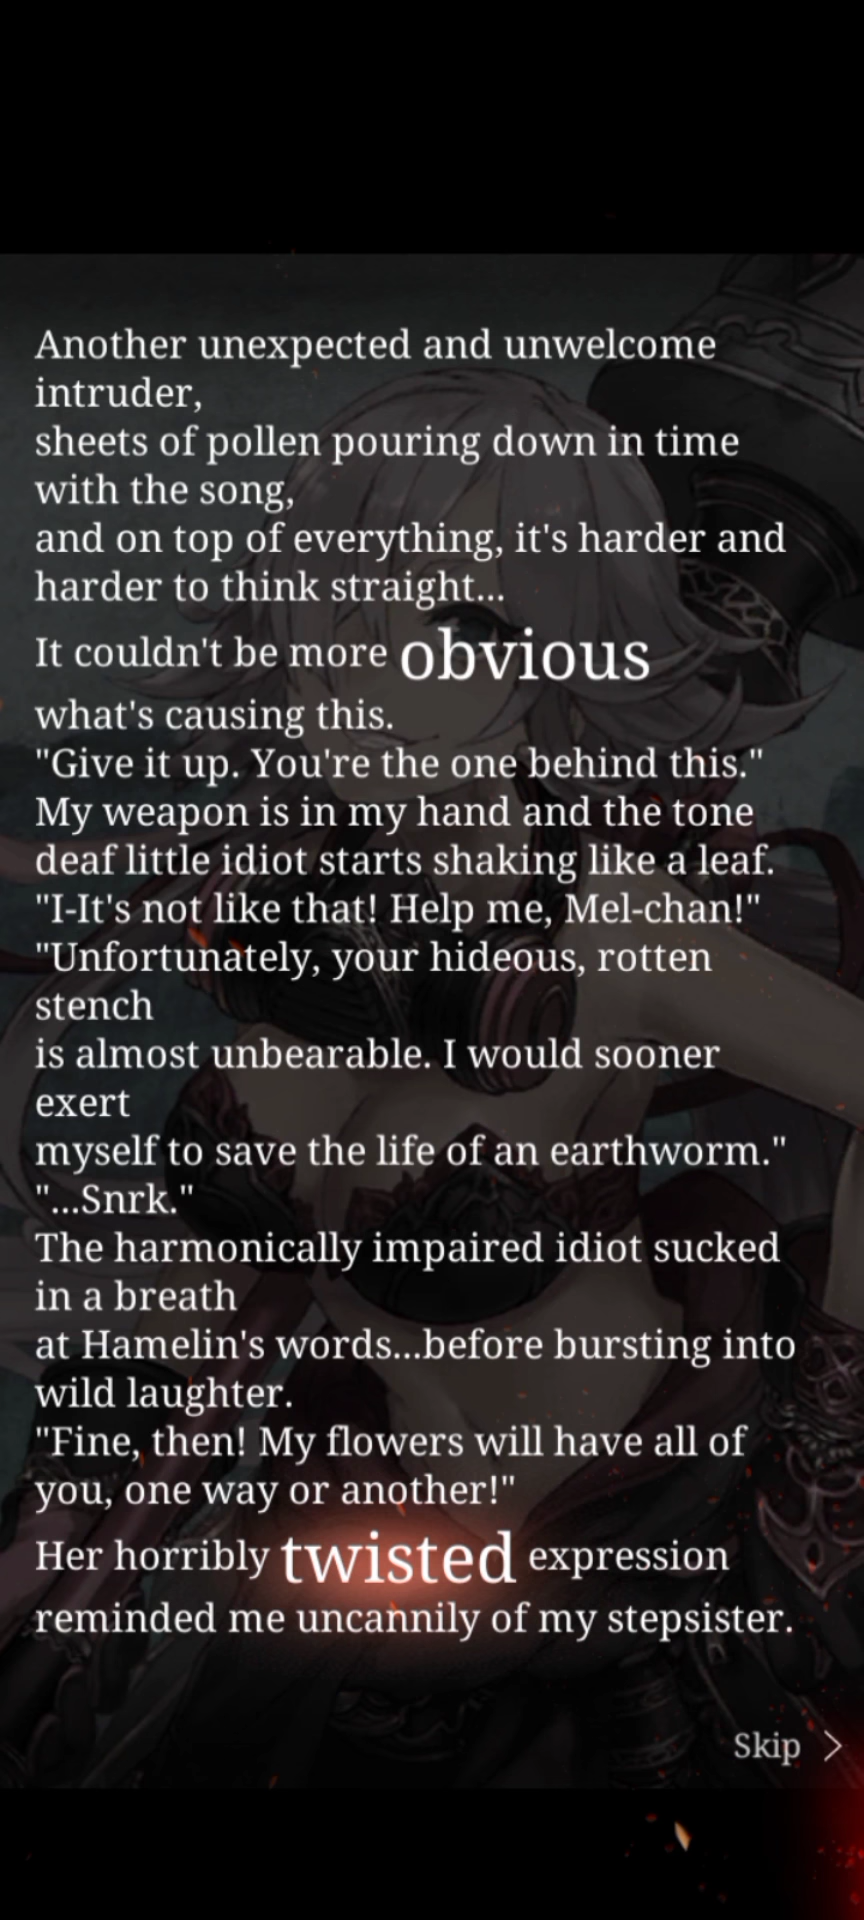 Another unexpected and unwelcome
intruder,
sheets of pollen pouring down in time
with the song,
and on top of everything, it's harder and
harder to think straight...
It couldn't be more obvious
what's causing this.
"Give it up. You're the one behind this."
My weapon is in my hand and the tone
deaf little idiot starts shaking like a leaf.
"I-It's not like that! Help me, Mel-chan!"
"Unfortunately, your hideous, rotten
stench
is almost unbearable. I would sooner
exert
myself to save the life of an earthworm."
"...Snrk."
The harmonically impaired idiot sucked
in a breath
at Hamelin's words...before bursting into
wild laughter.
"Fine, then! My flowers will have all of
you, one way or another!"
Her horribly twisted expression
reminded me uncannily of my stepsister.
Skip >